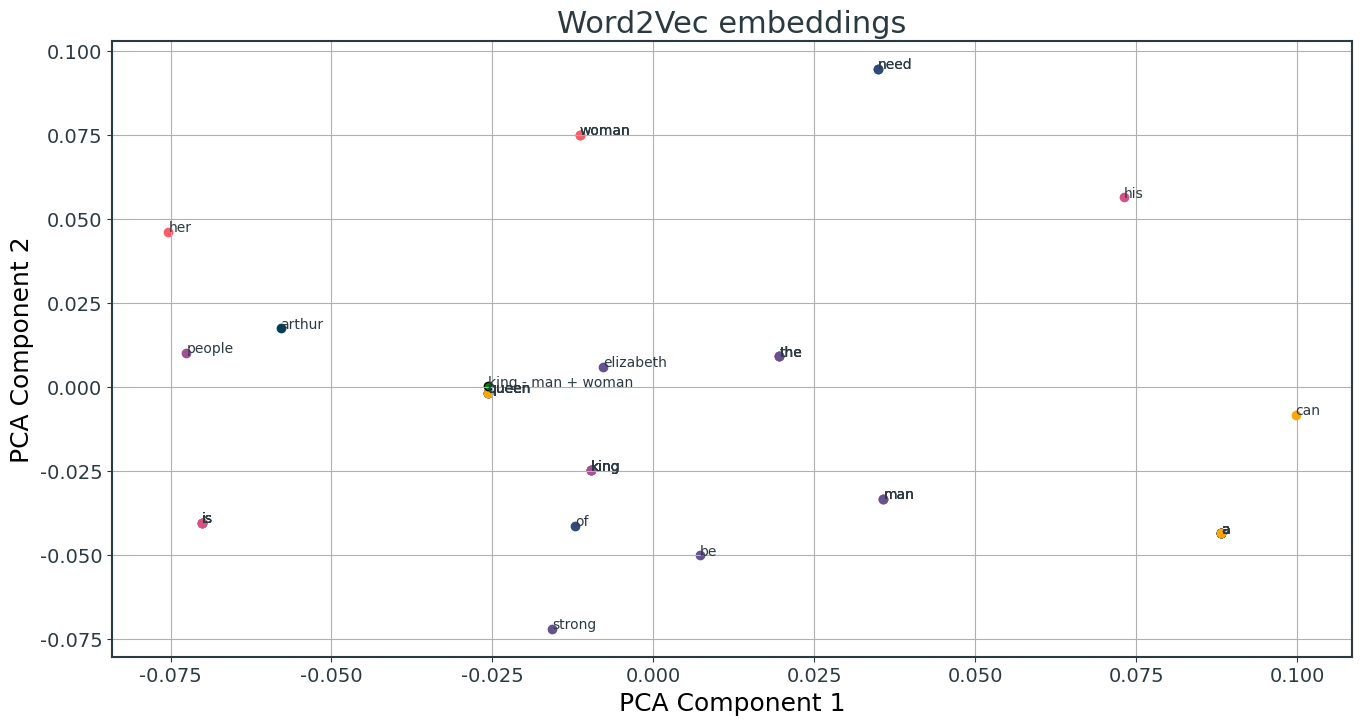 Word2Vec embeddings
0.100
need
0.075
woman
his
0.050
her
PCA Component 2
0.025
arthur
people
the
elizabeth
0.000
king - man + woman
queen
can
-0.025
king
man
is
of
a
-0.050
be
strong
-0.075
-0.075 -0.050 -0.025 0.000 0.025 0.050 0.075 0.100
PCA Component 1